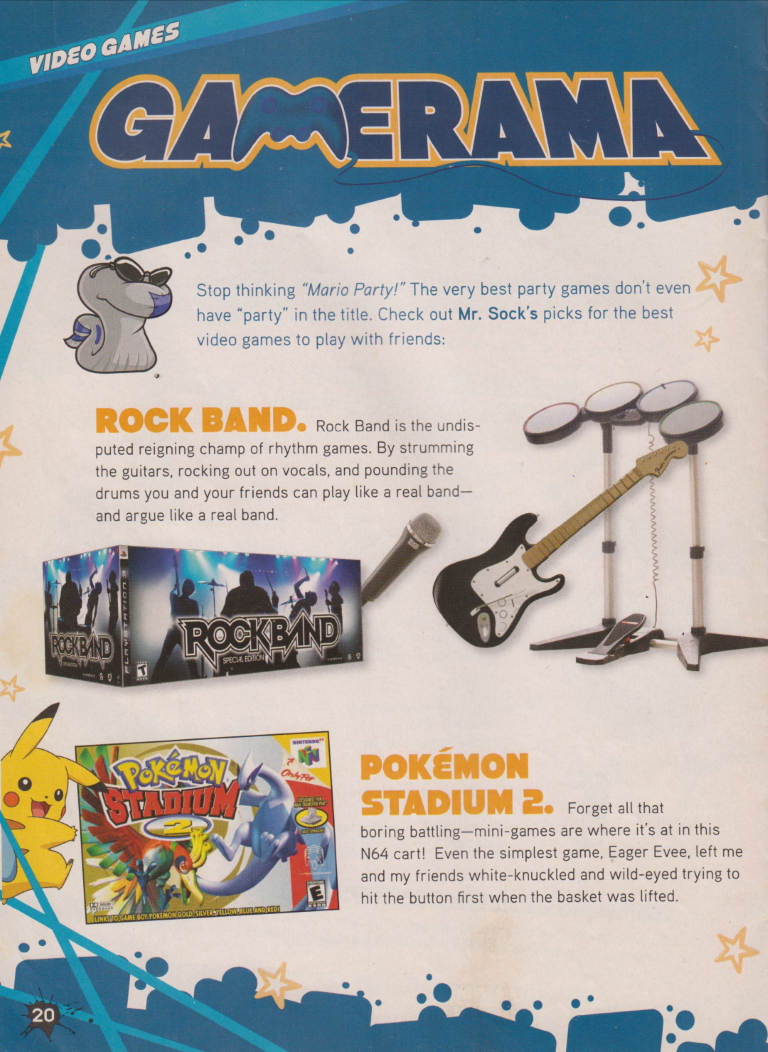 VIDEO GAMES
GAMERAMA
Stop thinking "Mario Party!" The very best party games don't even
have "party" in the title. Check out Mr. Sock's picks for the best
video games to play with friends:
ROCK BAND. Rock Band is the undis-
puted reigning champ of rhythm games. By strumming
the guitars, rocking out on vocals, and pounding the
drums you and your friends can play like a real band—
and argue like a real band.
ROCKBAND
ROCKBAND
SPECIAL EDITION
POKÉMON
STADIUM 2. Forget all that
boring battling—mini-games are where it's at in this
N64 cart! Even the simplest game, Eager Evee, left me
and my friends white-knuckled and wild-eyed trying to
hit the button first when the basket was lifted.
NINTENDO64
Only For
POKéMON
STADIUM
2
E
LINKS TO GAME BOY POKÉMON GOLD, SILVER, YELLOW, BLUE AND RED!
20